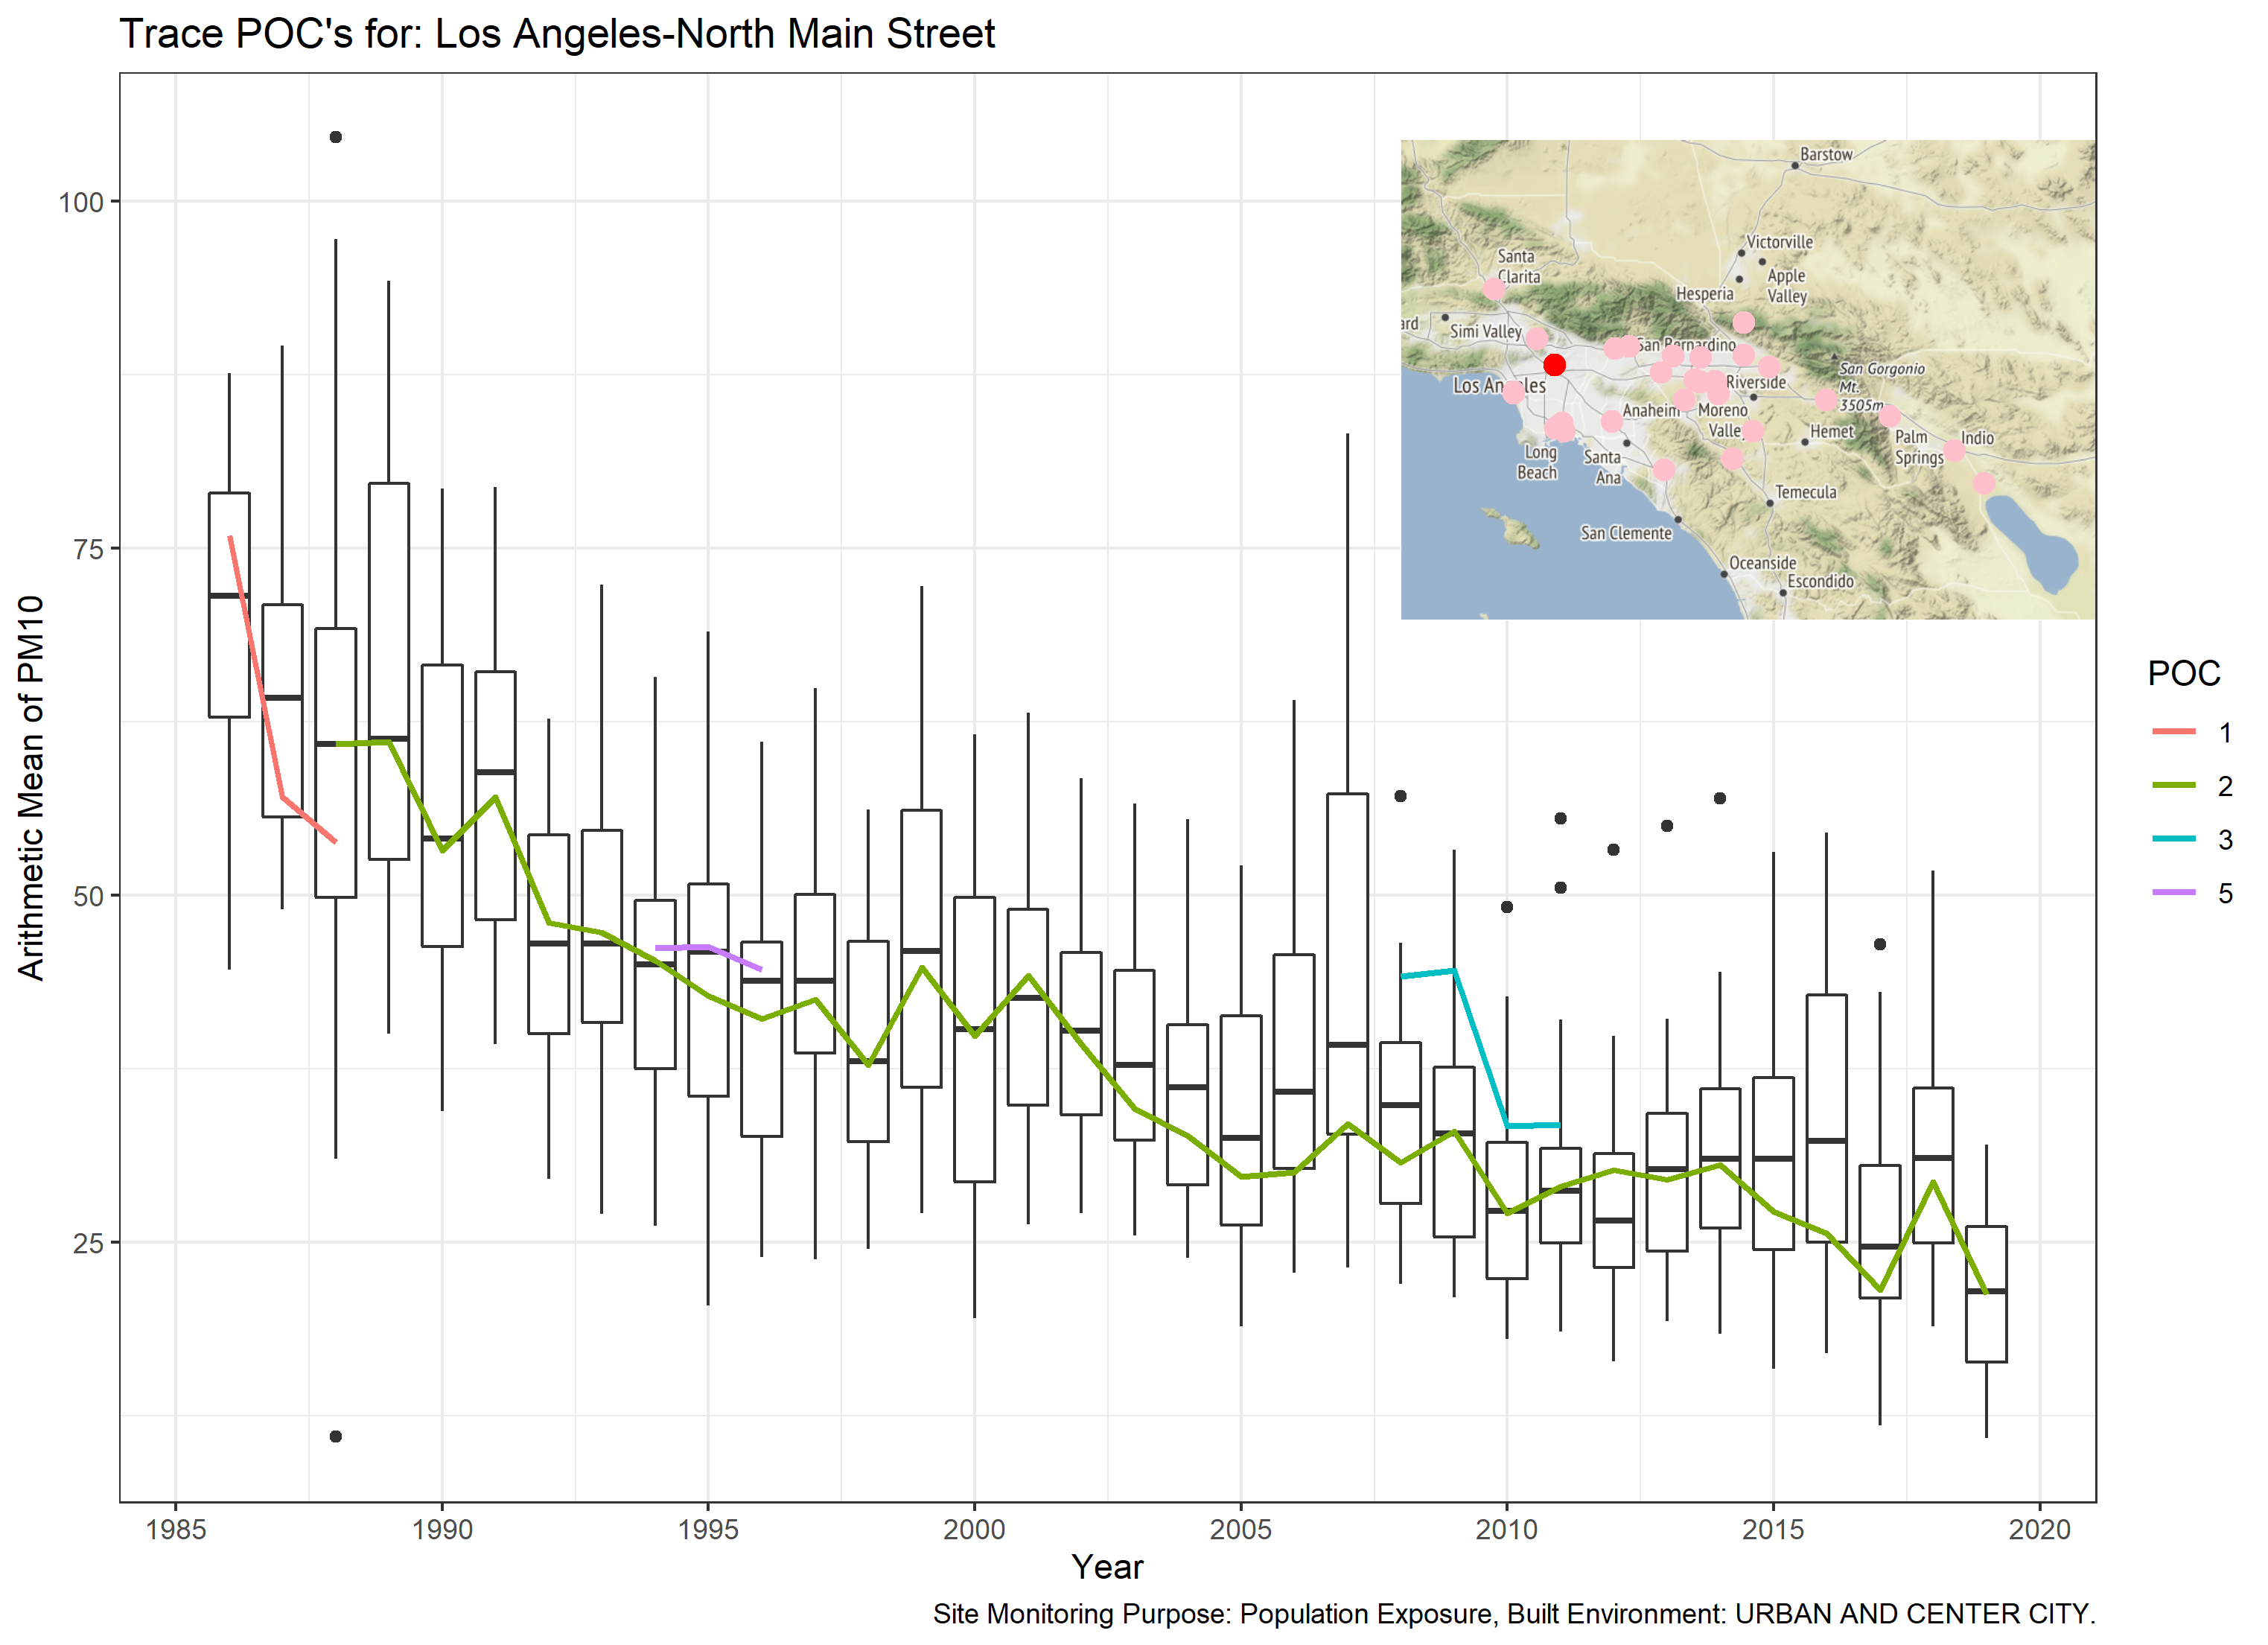 Trace POC's for: Los Angeles-North Main Street
Arithmetic Mean of PM10
100
75
50
25
Barstow
Victorville
Apple
Valley
Hesperia
Santa
Clarita
ard
Simi Valley
San Bernardino
San Gorgonio
Mt.
3505m
Los Angeles
Riverside
Anaheim
Moreno
Valley
Hemet
Palm
Springs
Indio
Long
Beach
Santa
Ana
Temecula
San Clemente
Oceanside
Escondido
POC
1
2
3
5
1985
1990
1995
2000
2005
2010
2015
2020
Year
Site Monitoring Purpose: Population Exposure, Built Environment: URBAN AND CENTER CITY.